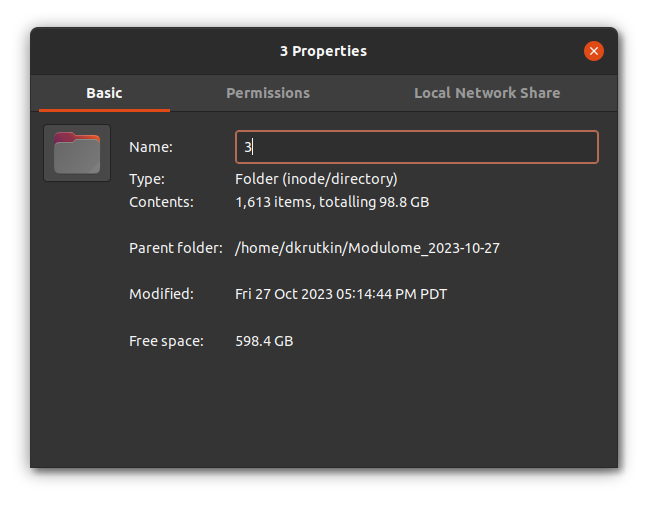 3 Properties
Basic Permissions Local Network Share
Name: 3
Type: Folder (inode/directory)
Contents: 1,613 items, totalling 98.8 GB
Parent folder: /home/dkrutkin/Modulome_2023-10-27
Modified: Fri 27 Oct 2023 05:14:44 PM PDT
Free space: 598.4 GB